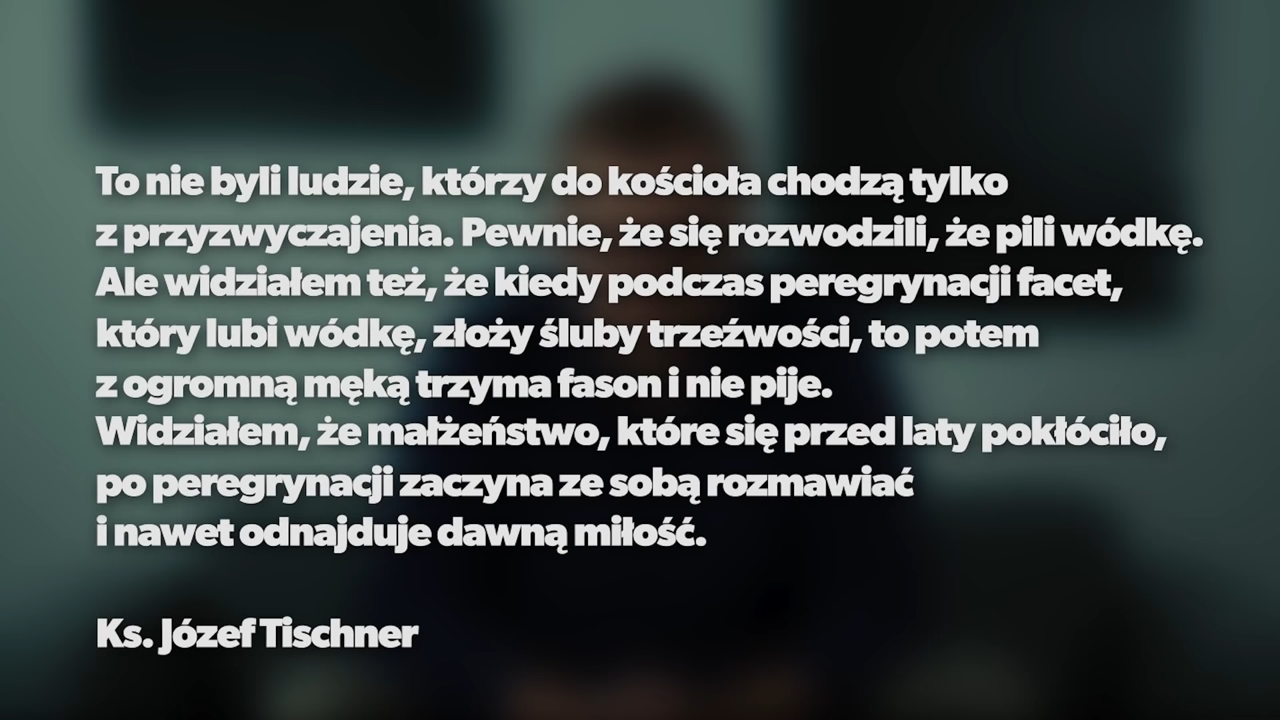 To nie byli ludzie, którzy do kościoła chodzą tylko
z przyzwyczajenia. Pewnie, że się rozwodzili, że pili wódkę.
Ale widziałem też, że kiedy podczas peregrynacji facet,
który lubi wódkę, złoży śluby trzeźwości, to potem
z ogromną męką trzyma fason i nie pije.
Widziałem, że małżeństwo, które się przed laty pokłóciło,
po peregrynacji zaczyna ze sobą rozmawiać
i nawet odnajduje dawną miłość.
Ks. Józef Tischner